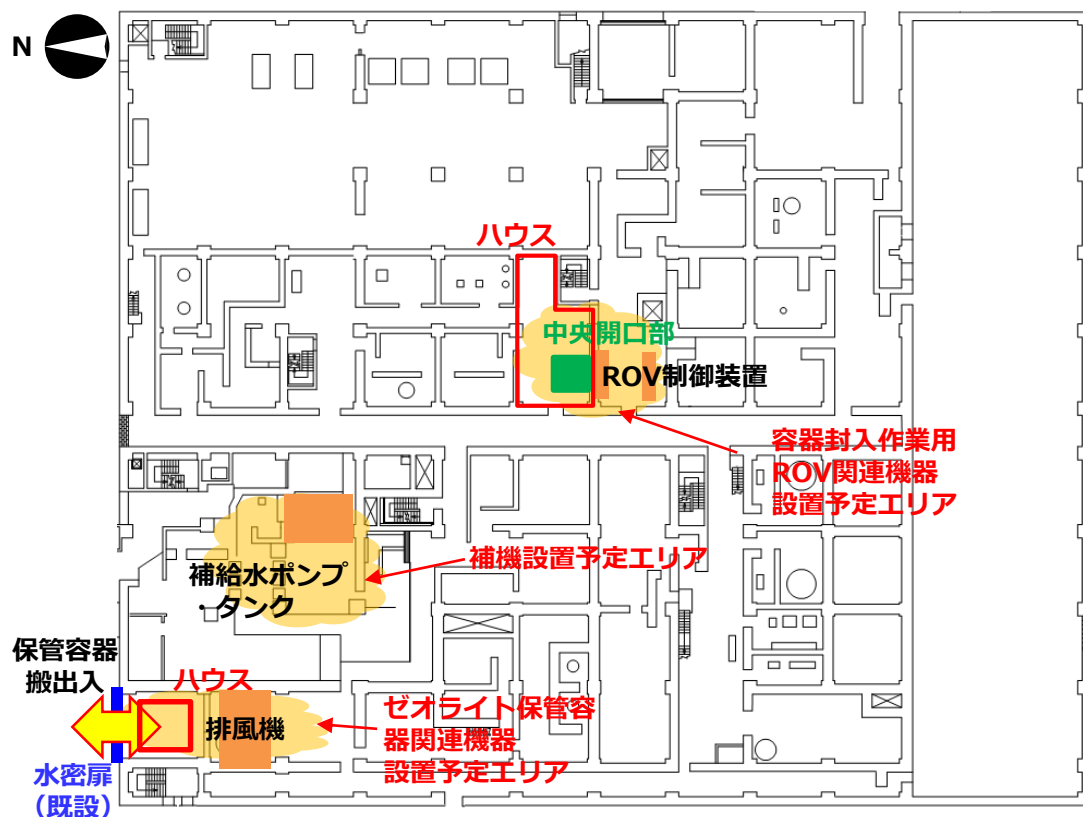 N
ハウス
中央開口部
ROV制御装置
容器封入作業用
ROV関連機器
設置予定エリア
補機設置予定エリア
補給水ポンプ
・タンク
保管容器
搬出入
ハウス
排風機
ゼオライト保管容
器関連機器
設置予定エリア
水密扉
（既設）